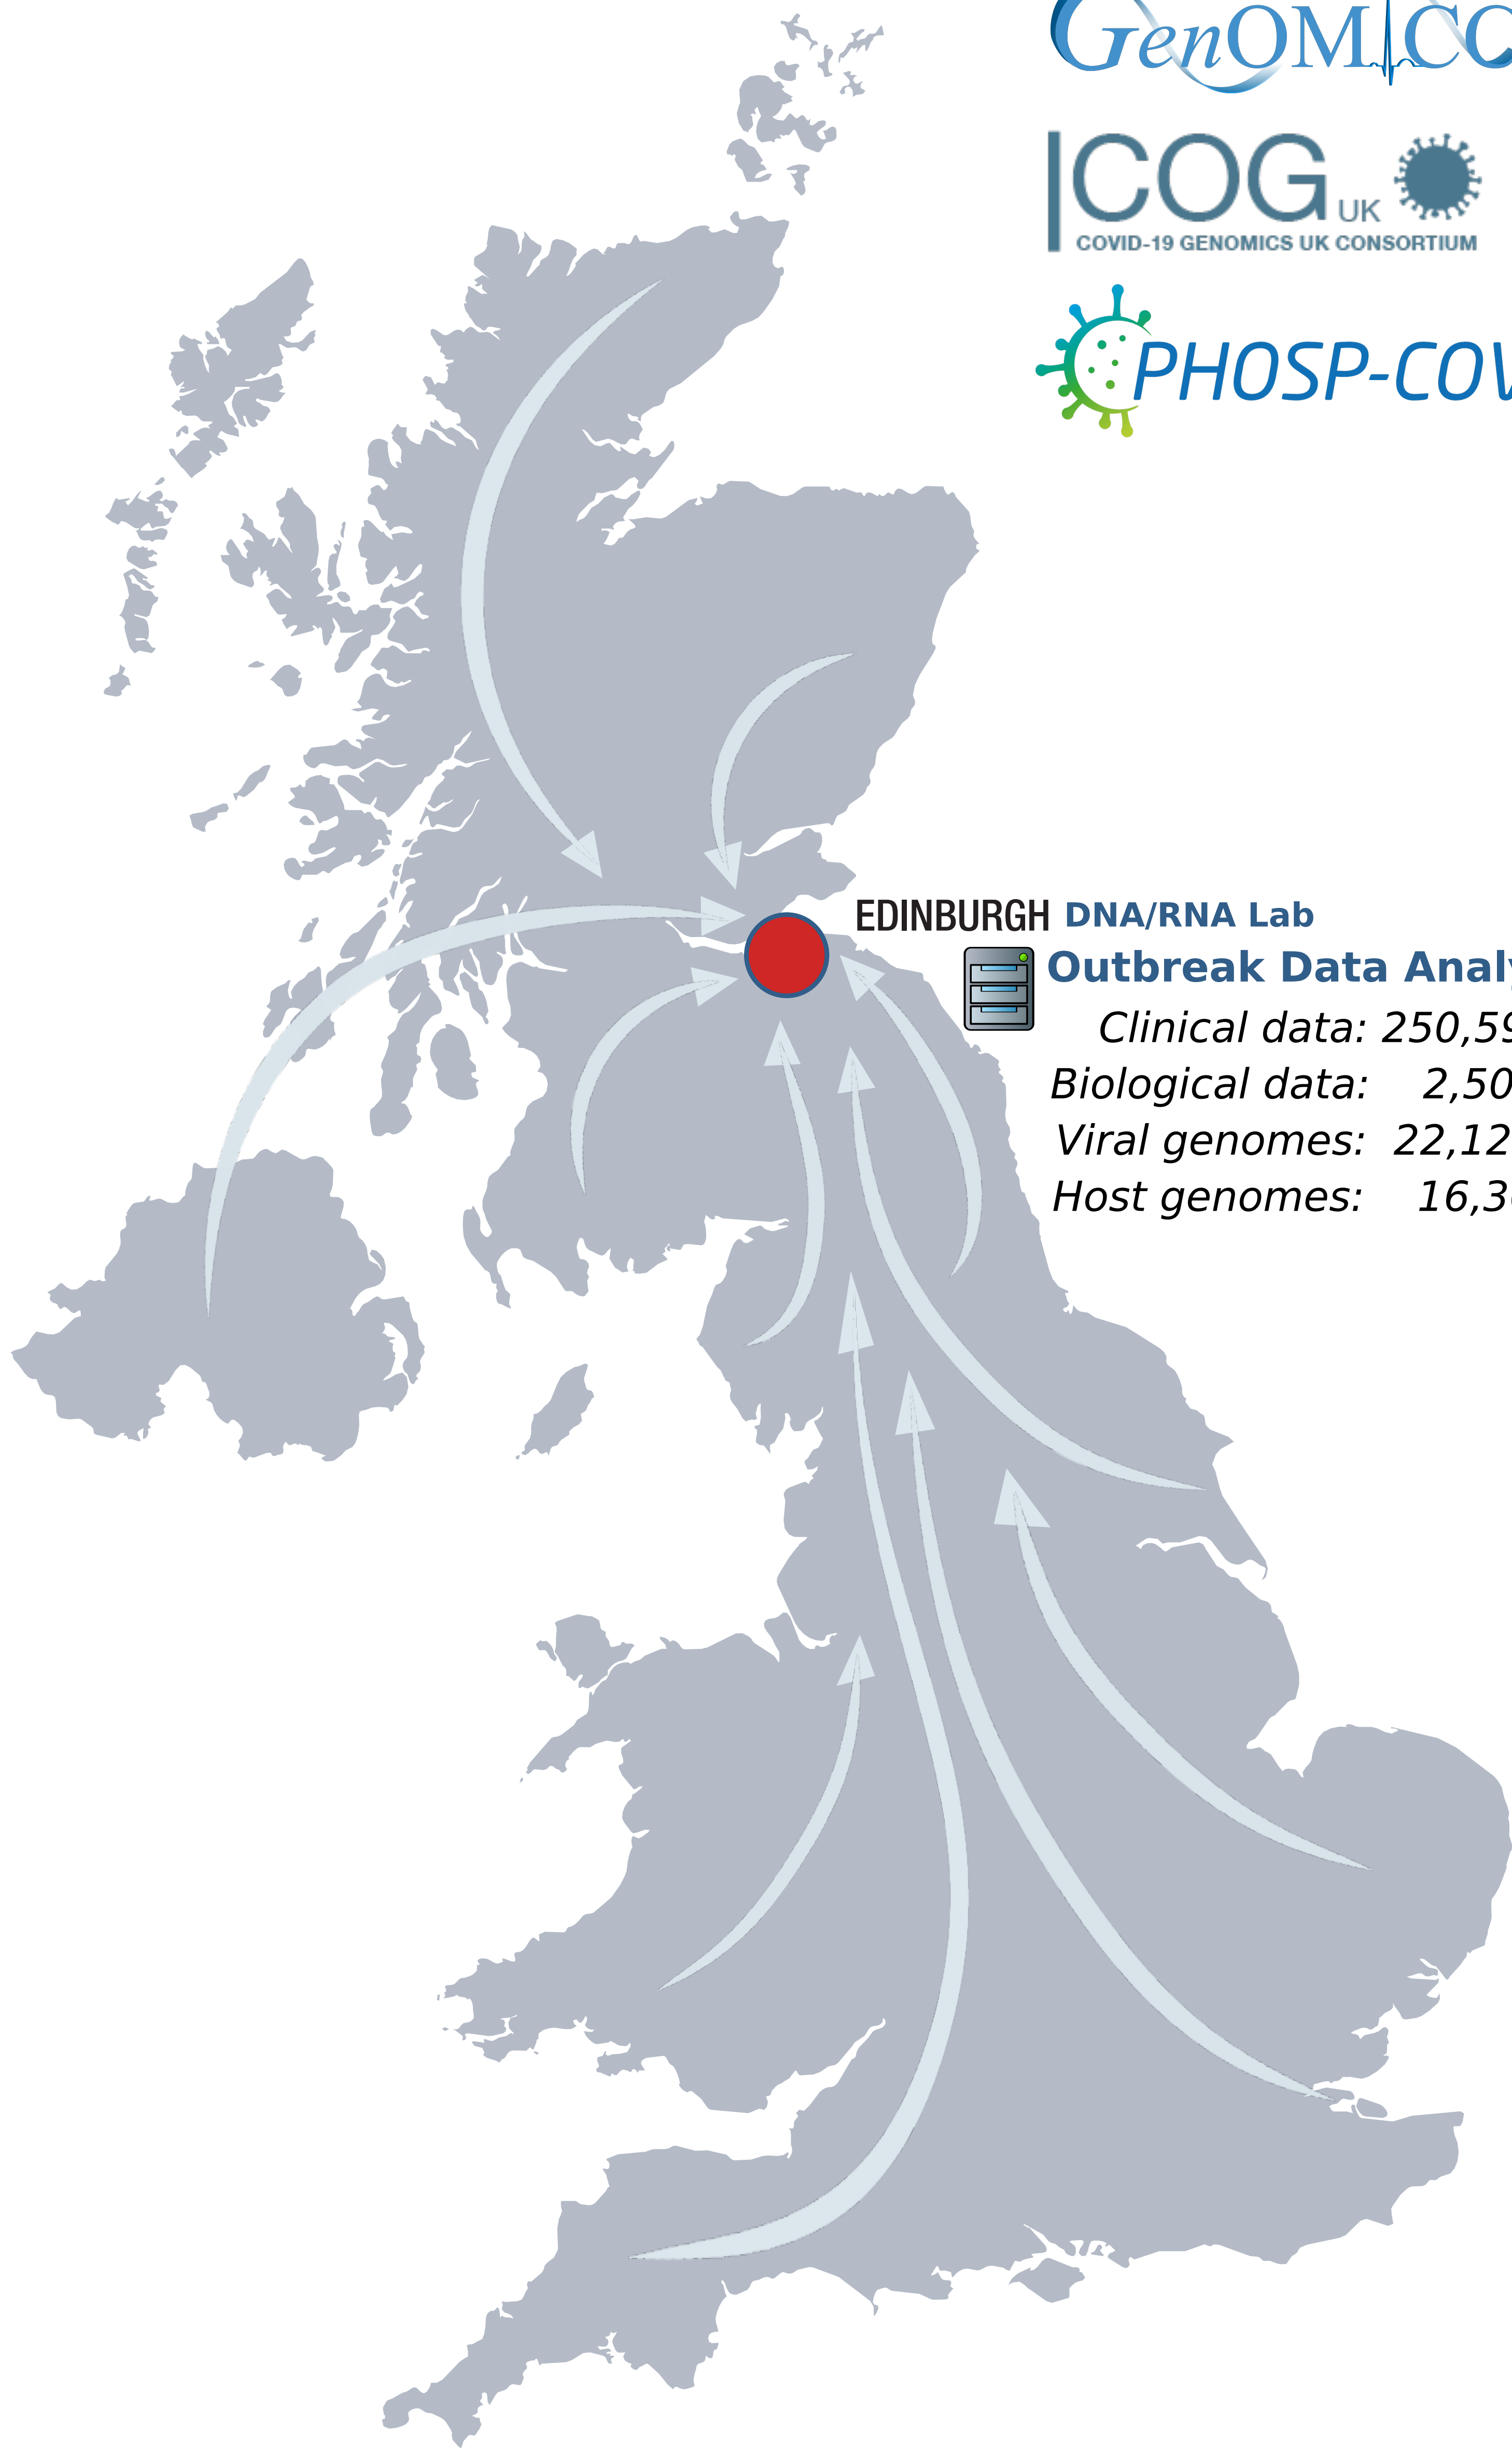 GenOMICC
COG UK
COVID-19 GENOMICS UK CONSORTIUM
PHOSP-COV
EDINBURGH DNA/RNA Lab
Outbreak Data Analy
Clinical data: 250,59
Biological data: 2,50
Viral genomes: 22,12
Host genomes: 16,3